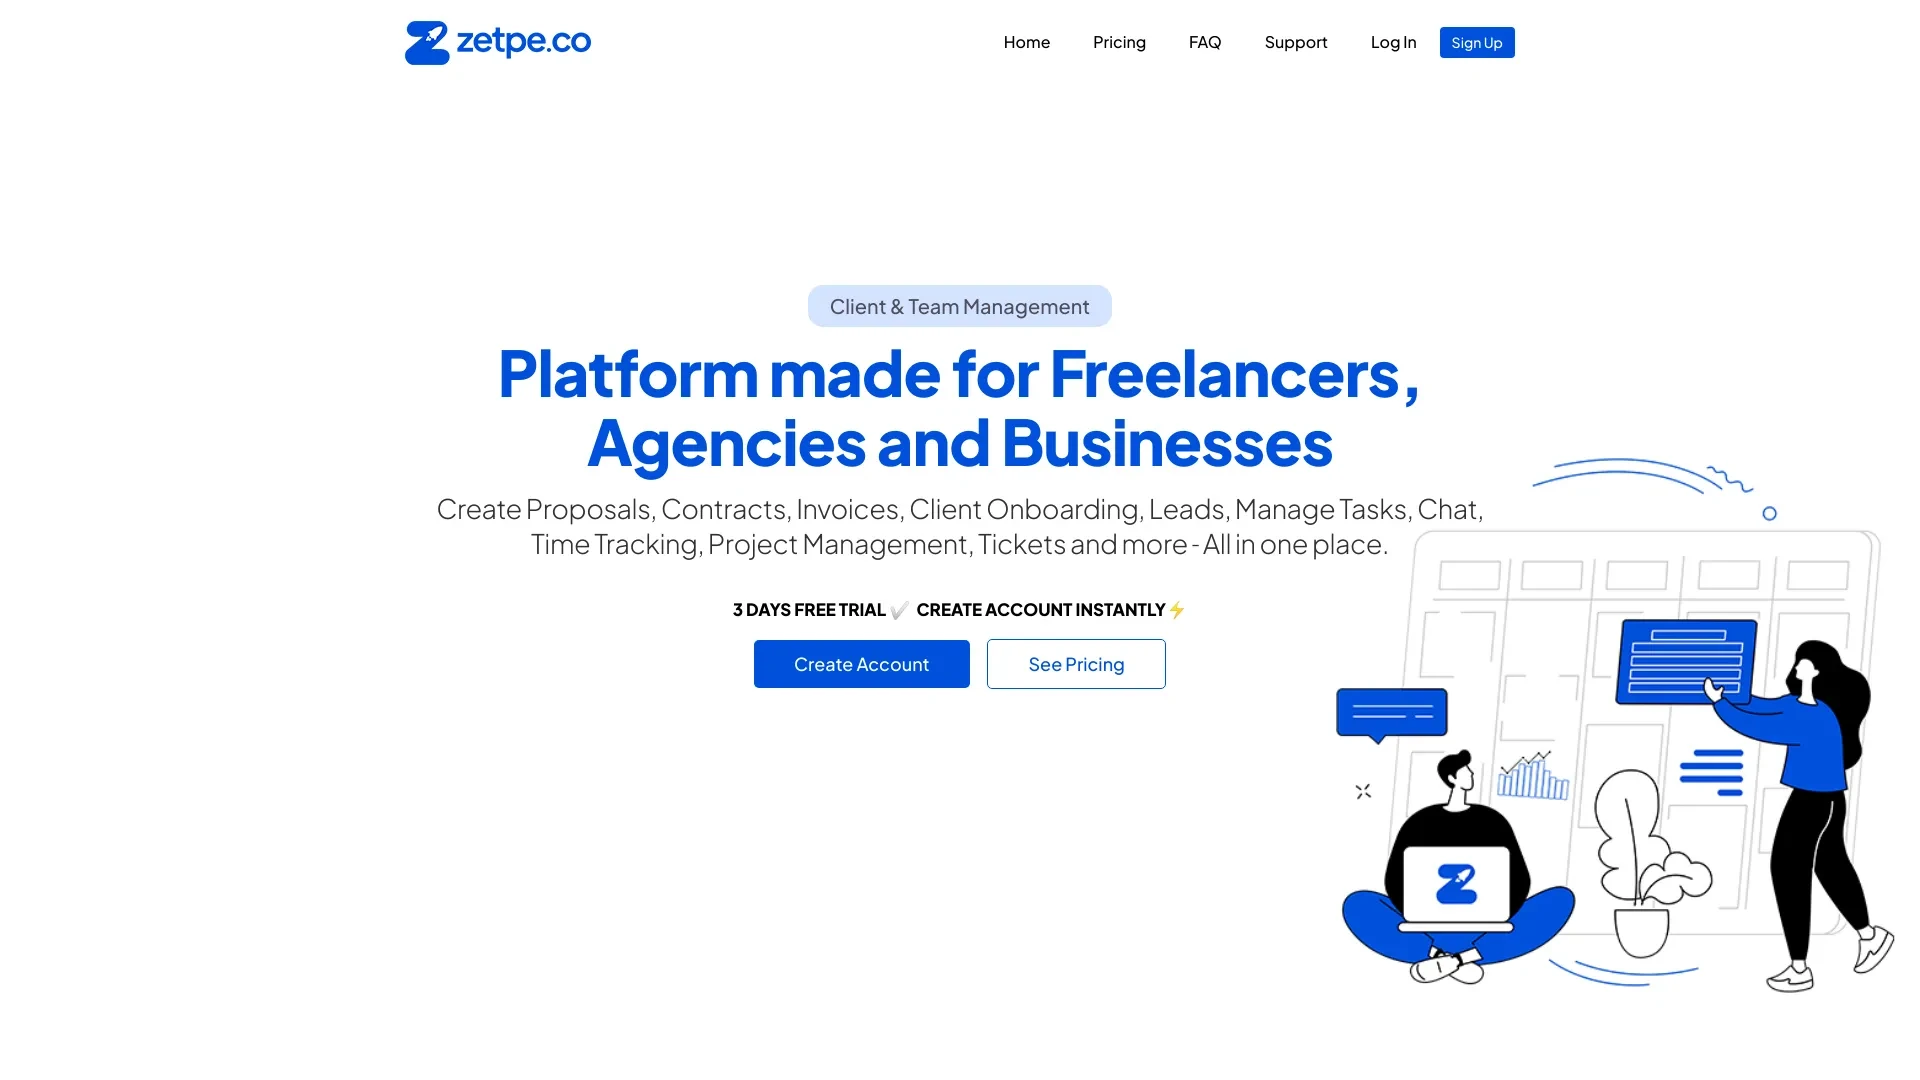 zetpe.co
Home Pricing FAQ Support Log In Sign Up
Client & Team Management
Platform made for Freelancers,
Agencies and Businesses
Create Proposals, Contracts, Invoices, Client Onboarding, Leads, Manage Tasks, Chat,
Time Tracking, Project Management, Tickets and more - All in one place.
3 DAYS FREE TRIAL ✔️ CREATE ACCOUNT INSTANTLY⚡
Create Account See Pricing